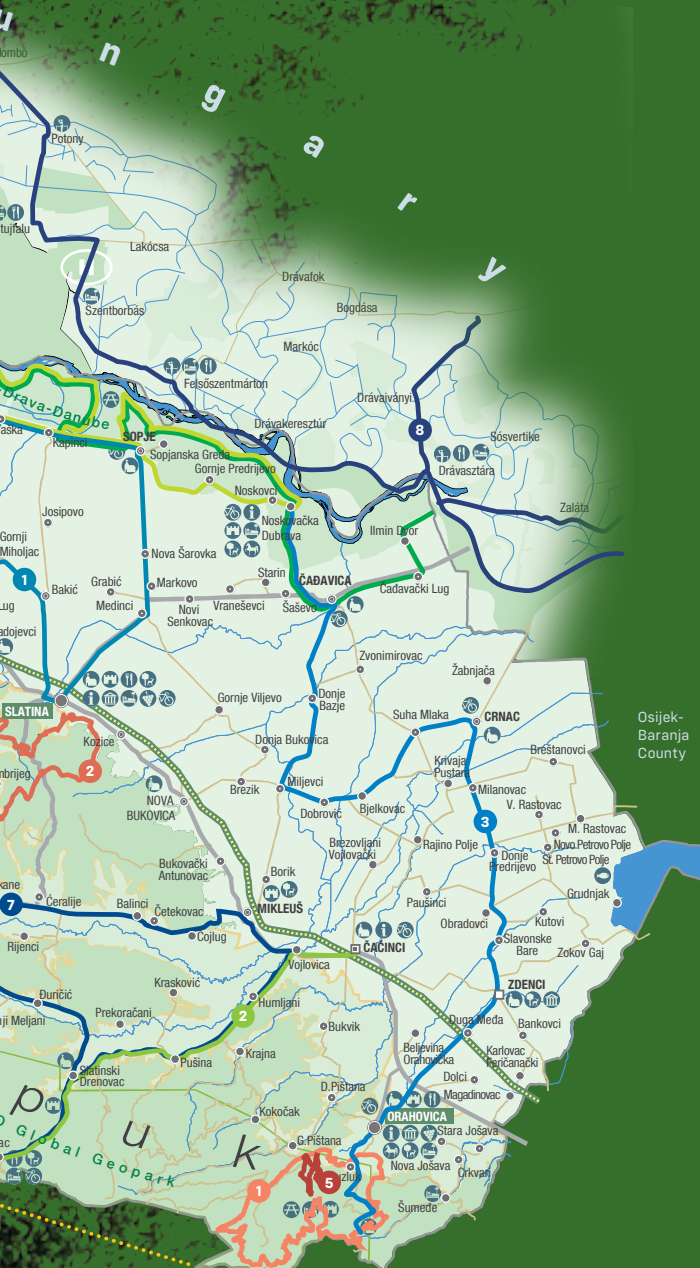 u
n
g
a
r
y
Potony
Lakócsa
Szentborbás
Drávafok
Bogdása
Markóc
Felsőszentmárton
Drávaiványi
Drávakeresztúr
8
Sósvertike
Drávasztára
Zaláta
Drava-Danube
Kapinci
SOPJE
Sopjanska Greda
Gornje Predrijevo
Noskovci
Noskovačka
Dubrava
Josipovo
Gornji
Miholjac
Ilmin Dvor
Nova Šarovka
1
Bakić
Grabić
Markovo
Starin
ČAĐAVICA
Čađavački Lug
Medinci
Novi
Senkovac
Vraneševci
Šaševo
Lug
Zvonimirovac
Žabnjača
SLATINA
Gornje Viljevo
Donje
Bazje
Suha Mlaka
CRNAC
Osijek-
Baranja
County
Kozice
Donja Bukovica
2
Krivaja
Pustara
Breštanovci
Brezik
Miljevci
Milanovac
NOVA
BUKOVICA
Dobrović
Bjelkovac
V. Rastovac
3
M. Rastovac
Brezovljani
Vojlovački
Rajino Polje
Novo Petrovo Polje
Donje
Predrijevo
St. Petrovo Polje
Bukovački
Antunovac
Borik
Grudnjak
7
Ćeralije
Balinci
Četekovac
MIKLEUŠ
Paušinci
Obradovci
Kutovi
Rijenci
Cojlug
ČAČINCI
Slavonske
Bare
Zokov Gaj
Vojlovica
Krasković
ZDENCI
Đuričić
Humljani
Prekoračani
2
Bukvik
Duga Međa
Bankovci
Krajna
Beljevina
Orahovička
Karlovac
Feričanački
Pušina
Slatinski
Drenovac
D.Pištana
Dolci
Magadinovac
p
u
k
Kokočak
ORAHOVICA
Stara Jošava
G.Pištana
Global Geopark
Nova Jošava
Crkvari
1
5
Šumeđe